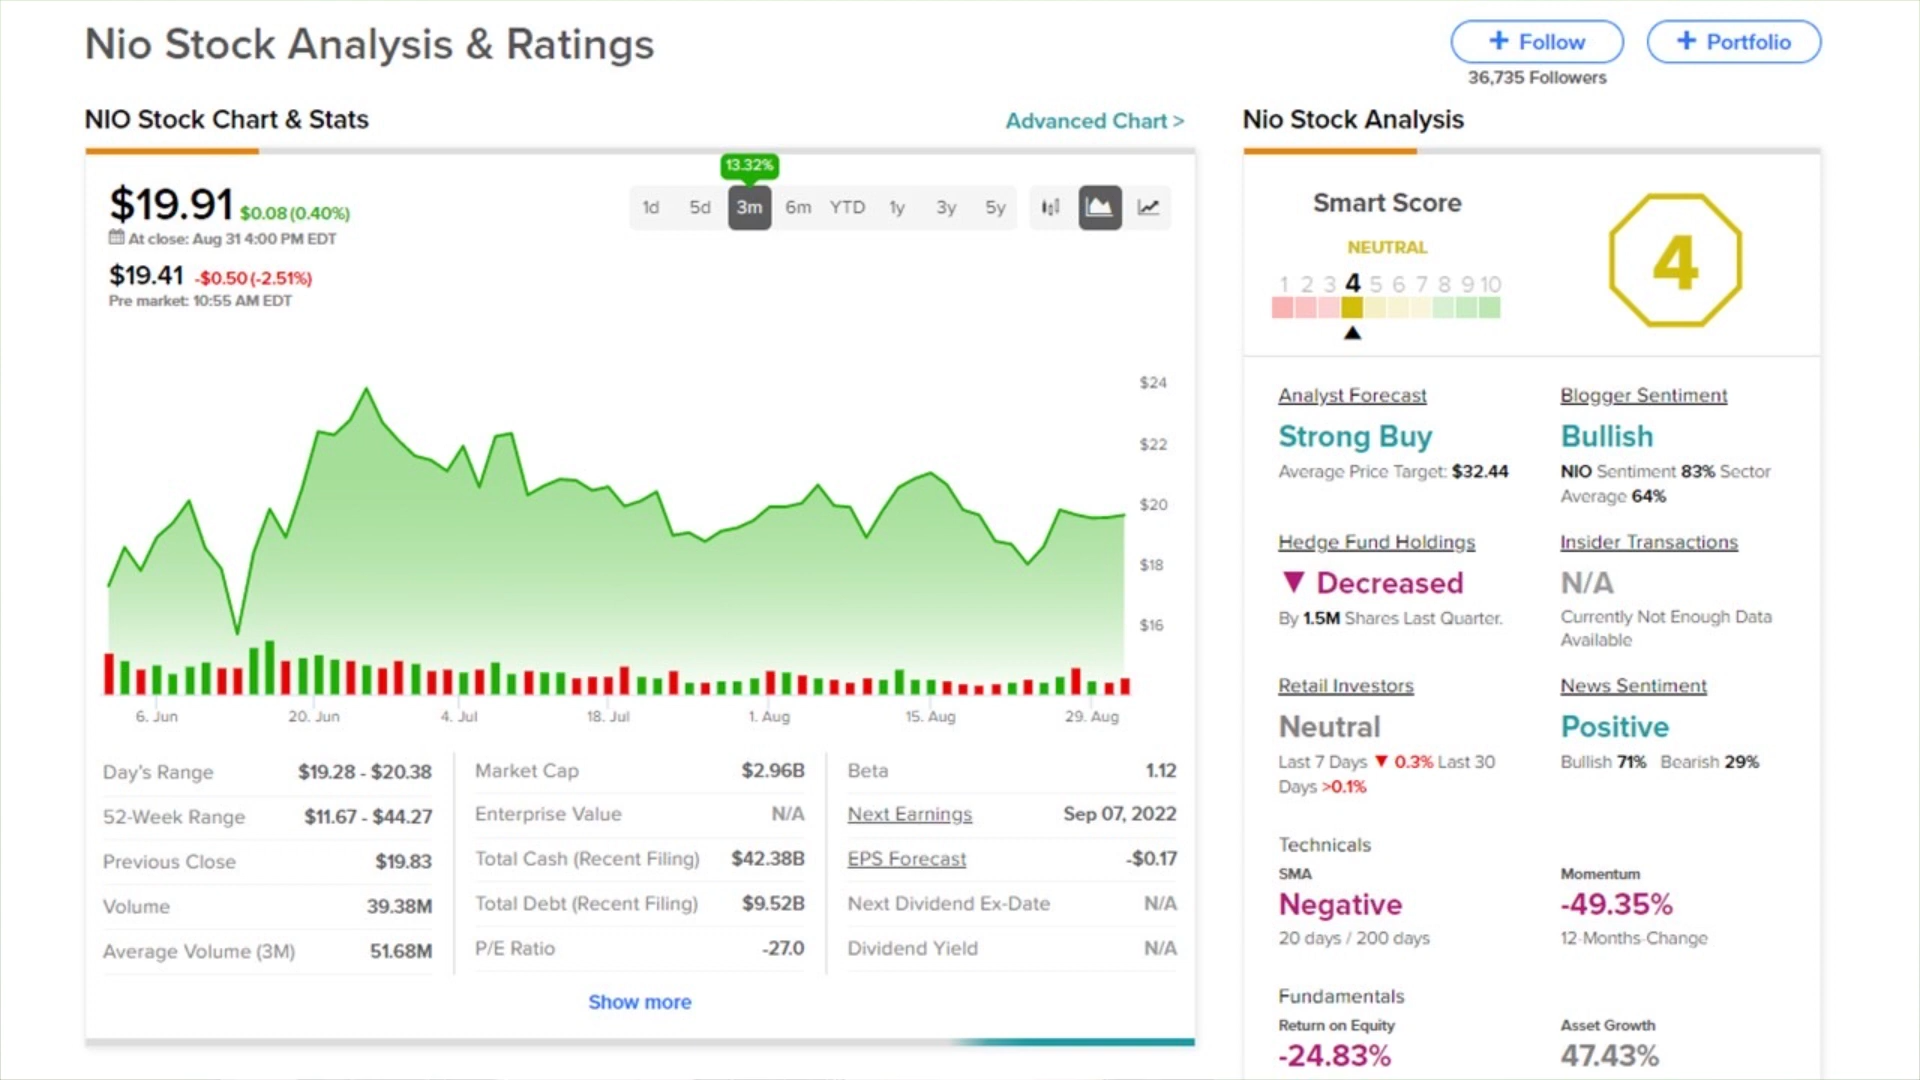 Nio Stock Analysis & Ratings
+ Follow
+ Portfolio
36,735 Followers
NIO Stock Chart & Stats
Advanced Chart >
13.32%
$19.91 $0.08 (0.40%)
At close: Aug 31 4:00 PM EDT
$19.41 -$0.50 (-2.51%)
Pre market: 10:55 AM EDT
1d 5d 3m 6m YTD 1y 3y 5y
$24
$22
$20
$18
$16
6. Jun 20. Jun 4. Jul 18. Jul 1. Aug 15. Aug 29. Aug
Day's Range $19.28 - $20.38
52-Week Range $11.67 - $44.27
Previous Close $19.83
Volume 39.38M
Average Volume (3M) 51.68M
Market Cap $2.96B
Enterprise Value N/A
Total Cash (Recent Filing) $42.38B
Total Debt (Recent Filing) $9.52B
P/E Ratio -27.0
Beta 1.12
Next Earnings Sep 07, 2022
EPS Forecast -$0.17
Next Dividend Ex-Date N/A
Dividend Yield N/A
Show more
Nio Stock Analysis
Smart Score
NEUTRAL
1 2 3 4 5 6 7 8 9 10
4
Analyst Forecast
Strong Buy
Average Price Target: $32.44
Blogger Sentiment
Bullish
NIO Sentiment 83% Sector
Average 64%
Hedge Fund Holdings
▼ Decreased
By 1.5M Shares Last Quarter.
Insider Transactions
N/A
Currently Not Enough Data
Available
Retail Investors
Neutral
Last 7 Days ▼ 0.3% Last 30
Days >0.1%
News Sentiment
Positive
Bullish 71% Bearish 29%
Technicals
SMA
Negative
20 days / 200 days
Momentum
-49.35%
12-Months-Change
Fundamentals
Return on Equity
-24.83%
Asset Growth
47.43%